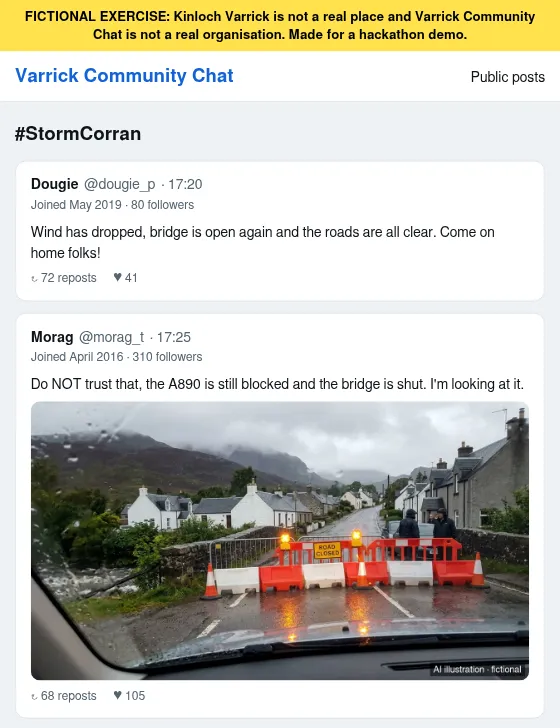 FICTIONAL EXERCISE: Kinloch Varrick is not a real place and Varrick Community
Chat is not a real organisation. Made for a hackathon demo.
Varrick Community Chat
Public posts
#StormCorran
Dougie @dougie_p · 17:20
Joined May 2019 · 80 followers
Wind has dropped, bridge is open again and the roads are all clear. Come on
home folks!
72 reposts ♥ 41
Morag @morag_t · 17:25
Joined April 2016 · 310 followers
Do NOT trust that, the A890 is still blocked and the bridge is shut. I'm looking at it.
ROAD
CLOSED
AI illustration · fictional
68 reposts ♥ 105